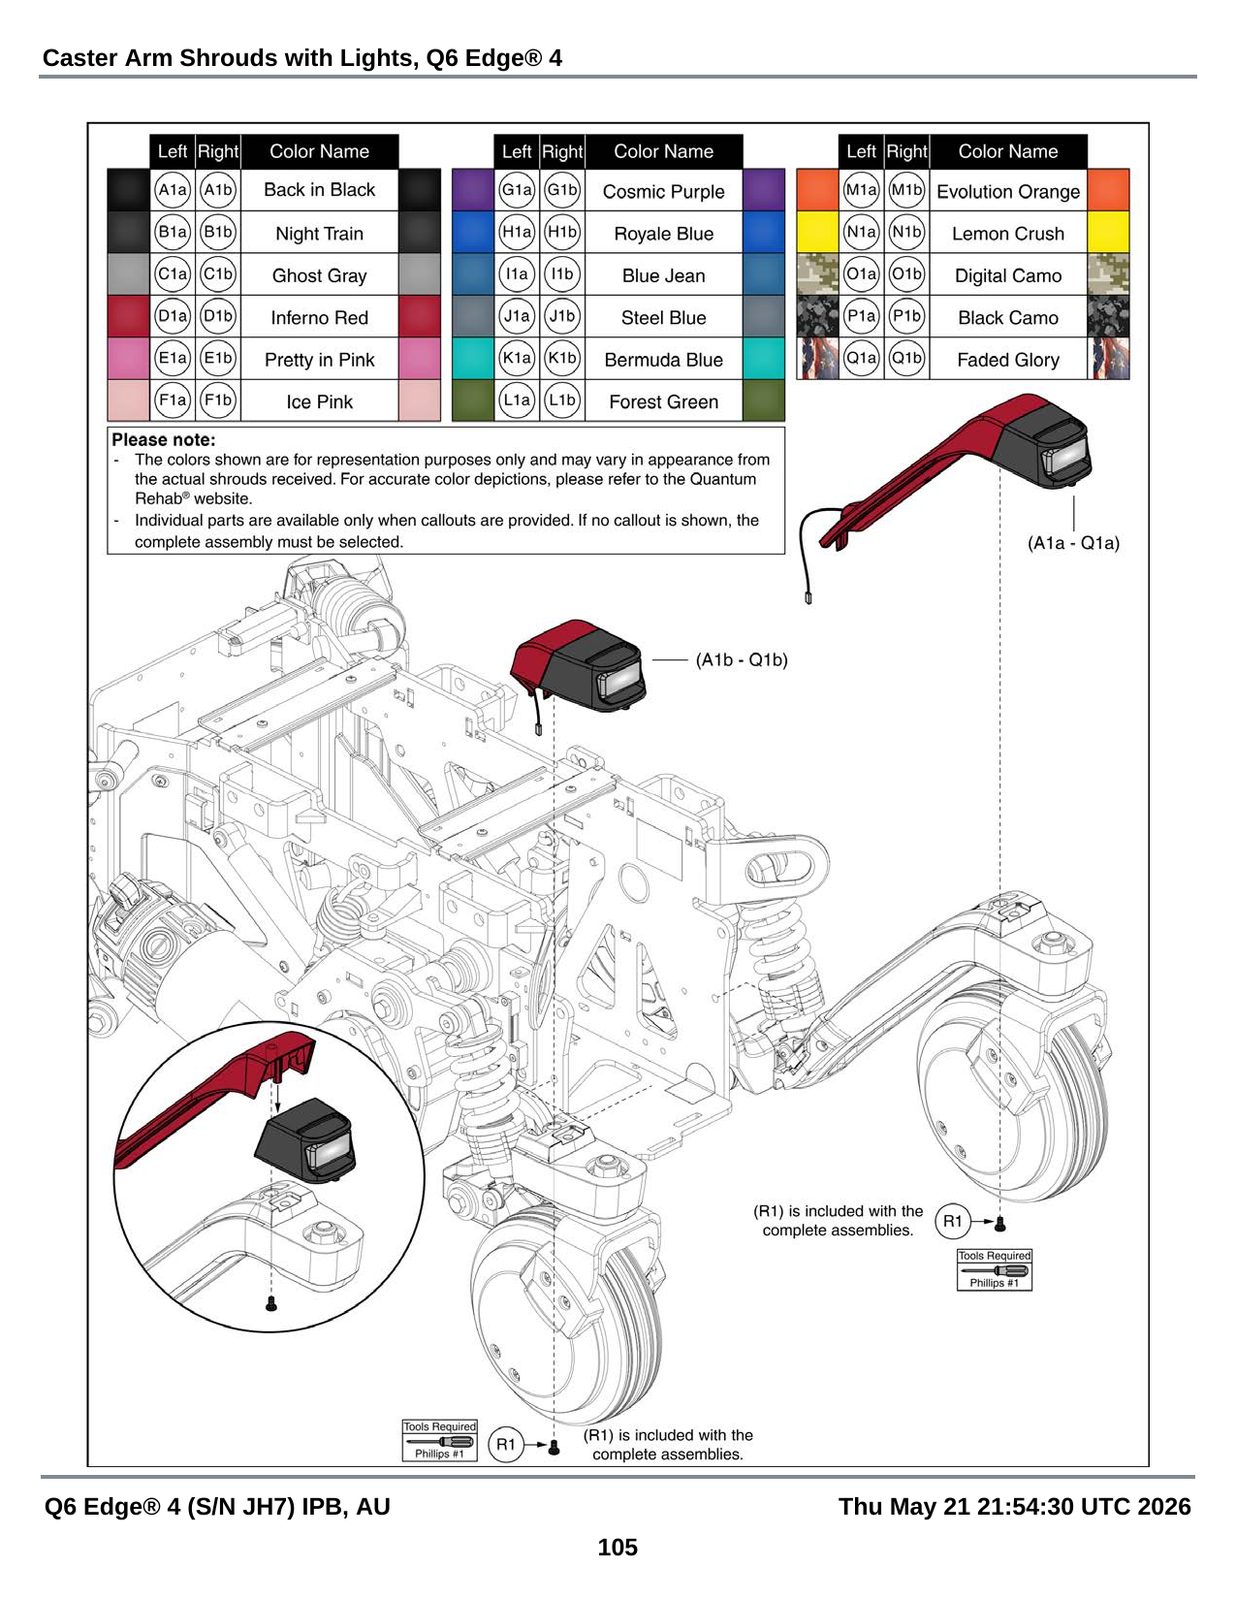 Caster Arm Shrouds with Lights, Q6 Edge® 4
Left Right Color Name
A1a A1b Back in Black
B1a B1b Night Train
C1a C1b Ghost Gray
D1a D1b Inferno Red
E1a E1b Pretty in Pink
F1a F1b Ice Pink
Left Right Color Name
G1a G1b Cosmic Purple
H1a H1b Royale Blue
I1a I1b Blue Jean
J1a J1b Steel Blue
K1a K1b Bermuda Blue
L1a L1b Forest Green
Left Right Color Name
M1a M1b Evolution Orange
N1a N1b Lemon Crush
O1a O1b Digital Camo
P1a P1b Black Camo
Q1a Q1b Faded Glory
Please note:
- The colors shown are for representation purposes only and may vary in appearance from
the actual shrouds received. For accurate color depictions, please refer to the Quantum
Rehab® website.
- Individual parts are available only when callouts are provided. If no callout is shown, the
complete assembly must be selected.
(A1a - Q1a)
(A1b - Q1b)
(R1) is included with the
complete assemblies.
R1
Tools Required
Phillips #1
Tools Required
Phillips #1
R1
(R1) is included with the
complete assemblies.
Q6 Edge® 4 (S/N JH7) IPB, AU
Thu May 21 21:54:30 UTC 2026
105